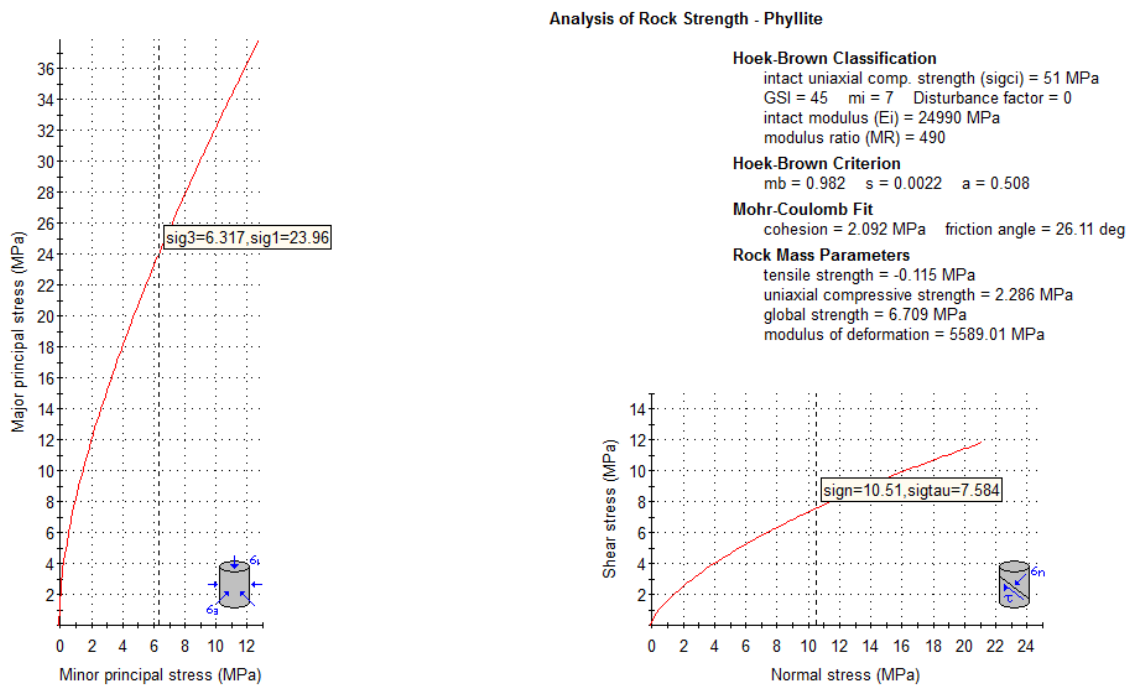 Analysis of Rock Strength - Phyllite
Hoek-Brown Classification
intact uniaxial comp. strength (sigci) = 51 MPa
GSI = 45 mi = 7 Disturbance factor = 0
intact modulus (Ei) = 24990 MPa
modulus ratio (MR) = 490
Hoek-Brown Criterion
mb = 0.982 s = 0.0022 a = 0.508
Mohr-Coulomb Fit
cohesion = 2.092 MPa friction angle = 26.11 deg
Rock Mass Parameters
tensile strength = -0.115 MPa
uniaxial compressive strength = 2.286 MPa
global strength = 6.709 MPa
modulus of deformation = 5589.01 MPa
Major principal stress (MPa)
36
34
32
30
28
26
24
22
20
18
16
14
12
10
8
6
4
2
sig3=6.317,sig1=23.96
σ1
σ3
0 2 4 6 8 10 12
Minor principal stress (MPa)
Shear stress (MPa)
14
12
10
8
6
4
2
sign=10.51,sigtau=7.584
σn
τ
0 2 4 6 8 10 12 14 16 18 20 22 24
Normal stress (MPa)